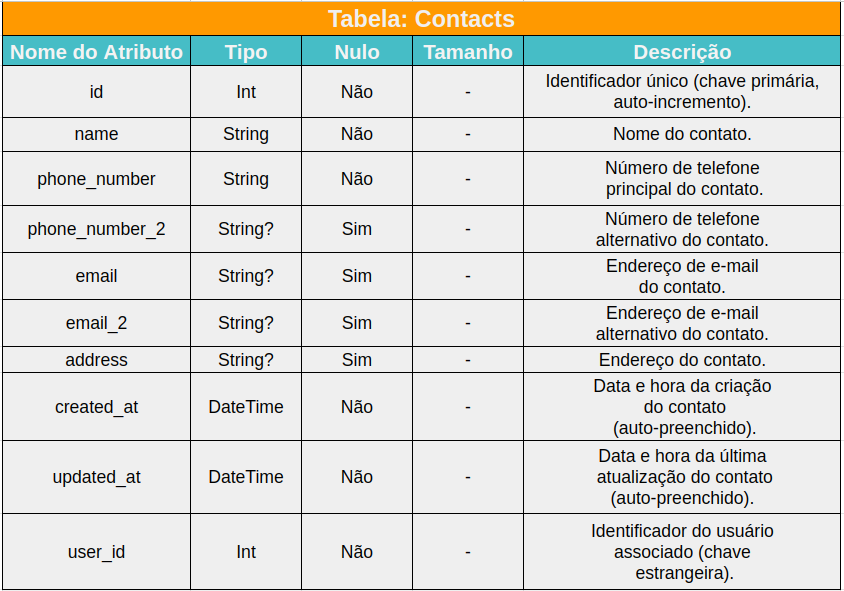 Tabela: Contacts
Nome do Atributo Tipo Nulo Tamanho Descrição
id Int Não - Identificador único (chave primária,
auto-incremento).
name String Não - Nome do contato.
phone_number String Não - Número de telefone
principal do contato.
phone_number_2 String? Sim - Número de telefone
alternativo do contato.
email String? Sim - Endereço de e-mail
do contato.
email_2 String? Sim - Endereço de e-mail
alternativo do contato.
address String? Sim - Endereço do contato.
created_at DateTime Não - Data e hora da criação
do contato
(auto-preenchido).
updated_at DateTime Não - Data e hora da última
atualização do contato
(auto-preenchido).
user_id Int Não - Identificador do usuário
associado (chave
estrangeira).